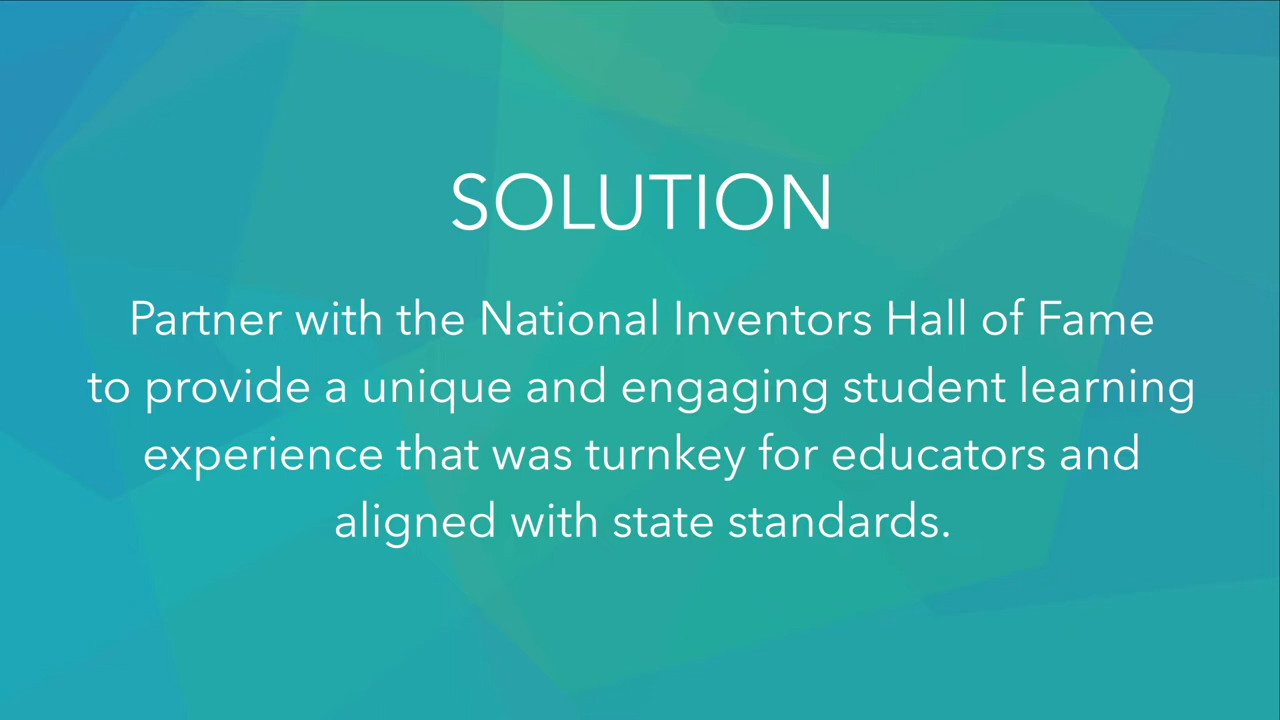 SOLUTION
Partner with the National Inventors Hall of Fame
to provide a unique and engaging student learning
experience that was turnkey for educators and
aligned with state standards.